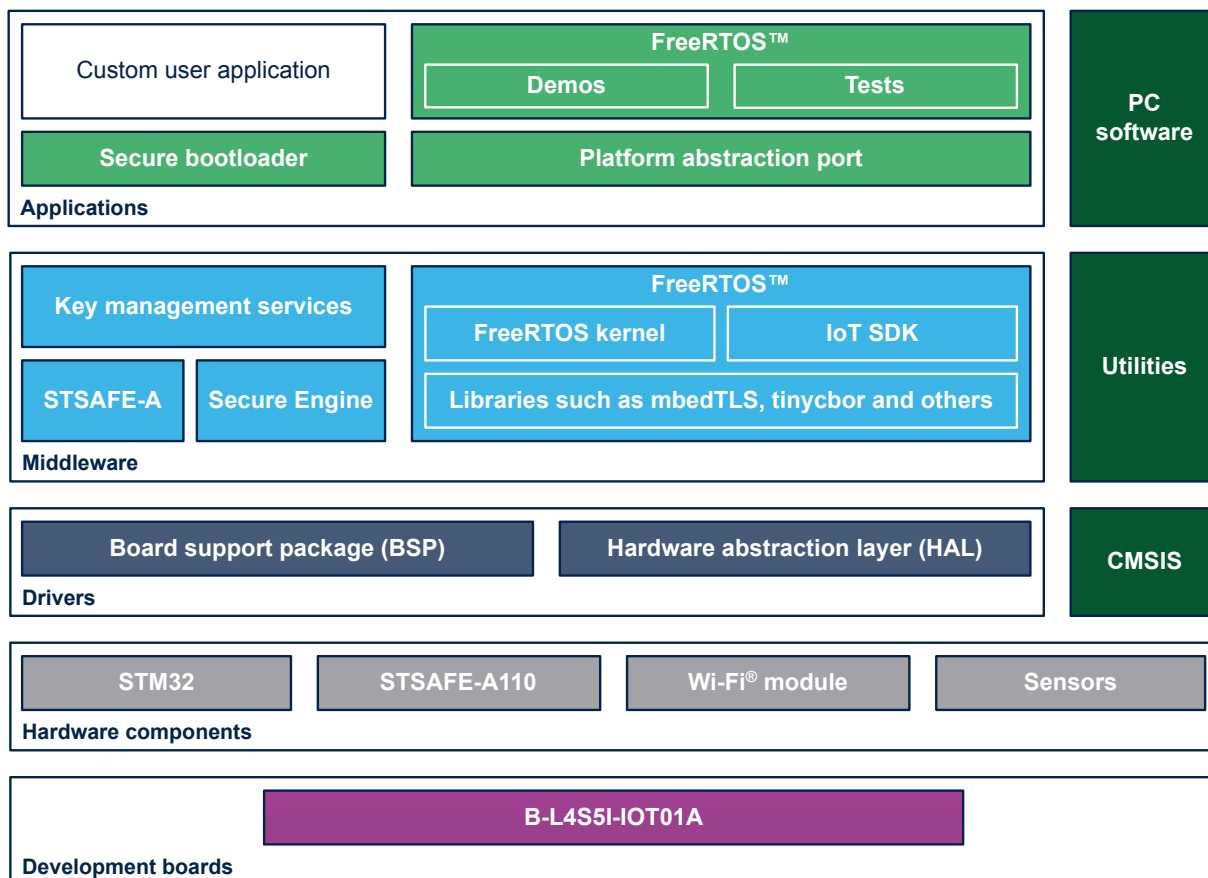 Custom user application
FreeRTOS™
Demos
Tests
Secure bootloader
Platform abstraction port
Applications
PC
software
Key management services
STSAFE-A
Secure Engine
FreeRTOS™
FreeRTOS kernel
IoT SDK
Libraries such as mbedTLS, tinycbor and others
Middleware
Utilities
Board support package (BSP)
Hardware abstraction layer (HAL)
Drivers
CMSIS
STM32
STSAFE-A110
Wi-Fi® module
Sensors
Hardware components
B-L4S5I-IOT01A
Development boards